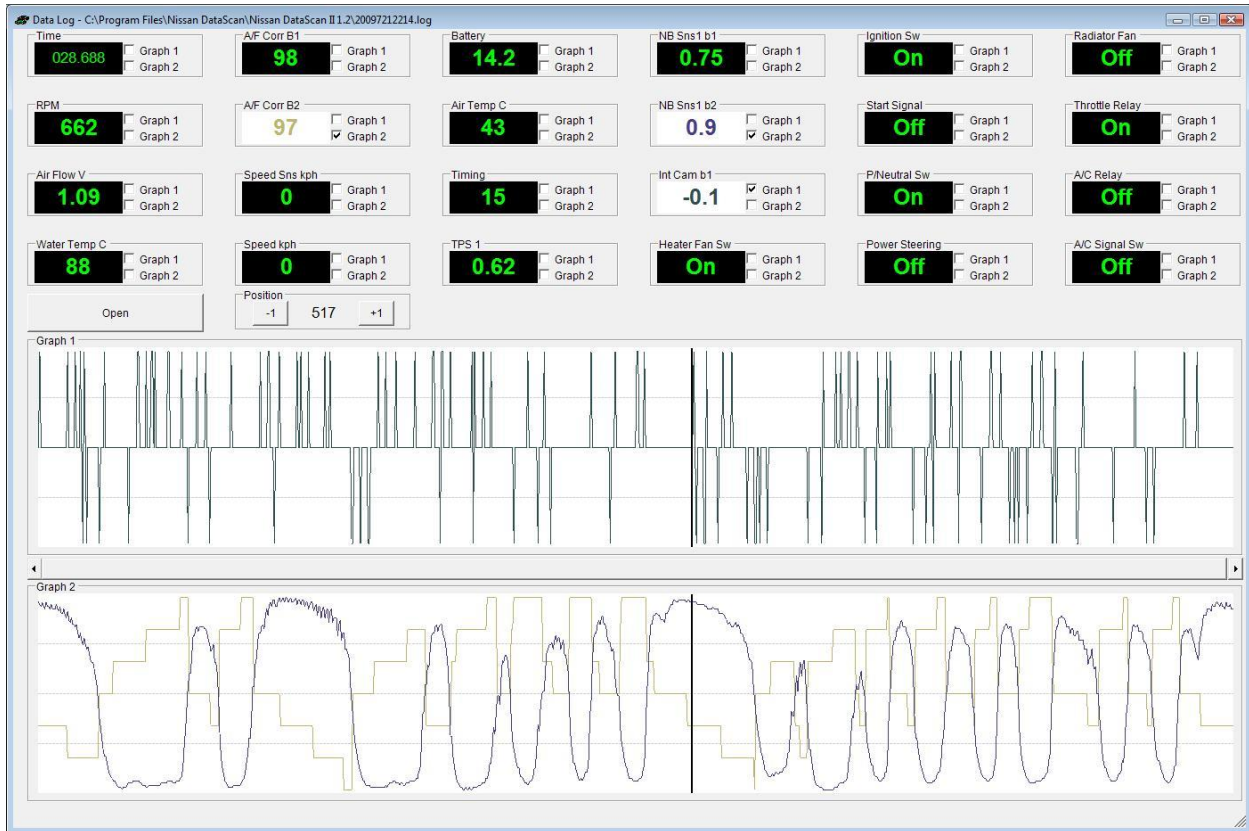 Data Log - C:\Program Files\Nissan DataScan\Nissan DataScan II 1.2\20097212214.log
Time
028.688
Graph 1
Graph 2
A/F Corr B1
98
Graph 1
Graph 2
Battery
14.2
Graph 1
Graph 2
NB Sns1 b1
0.75
Graph 1
Graph 2
Ignition Sw
On
Graph 1
Graph 2
Radiator Fan
Off
Graph 1
Graph 2
RPM
662
Graph 1
Graph 2
A/F Corr B2
97
Graph 1
Graph 2
Air Temp C
43
Graph 1
Graph 2
NB Sns1 b2
0.9
Graph 1
Graph 2
Start Signal
Off
Graph 1
Graph 2
Throttle Relay
On
Graph 1
Graph 2
Air Flow V
1.09
Graph 1
Graph 2
Speed Sns kph
0
Graph 1
Graph 2
Timing
15
Graph 1
Graph 2
Int Cam b1
-0.1
Graph 1
Graph 2
P/Neutral Sw
On
Graph 1
Graph 2
A/C Relay
Off
Graph 1
Graph 2
Water Temp C
88
Graph 1
Graph 2
Speed kph
0
Graph 1
Graph 2
TPS 1
0.62
Graph 1
Graph 2
Heater Fan Sw
On
Graph 1
Graph 2
Power Steering
Off
Graph 1
Graph 2
A/C Signal Sw
Off
Graph 1
Graph 2
Open
Position
-1 517 +1
Graph 1
Graph 2